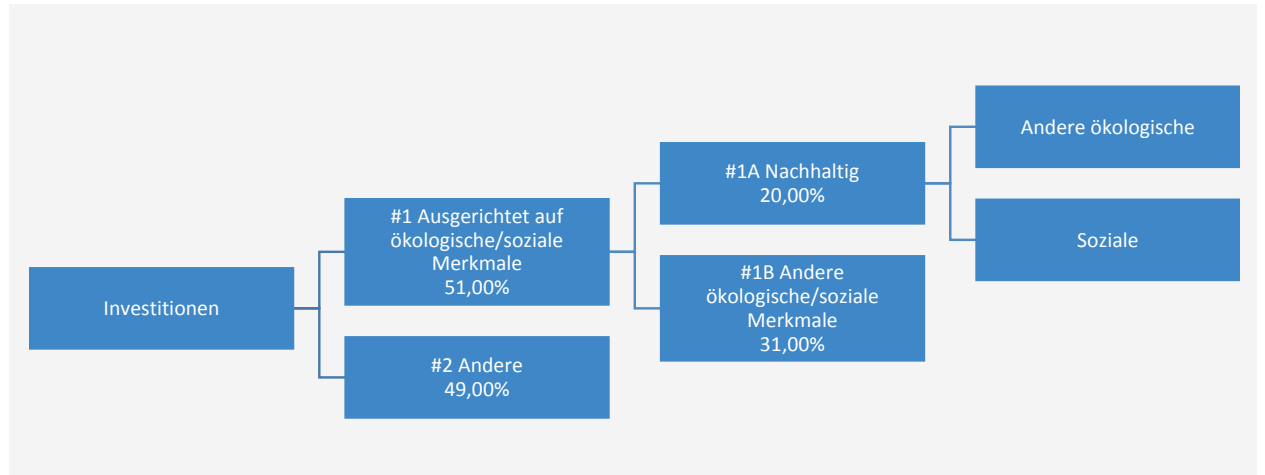 Investitionen
#1 Ausgerichtet auf
ökologische/soziale
Merkmale
51,00%
#2 Andere
49,00%
#1A Nachhaltig
20,00%
#1B Andere
ökologische/soziale
Merkmale
31,00%
Andere ökologische
Soziale